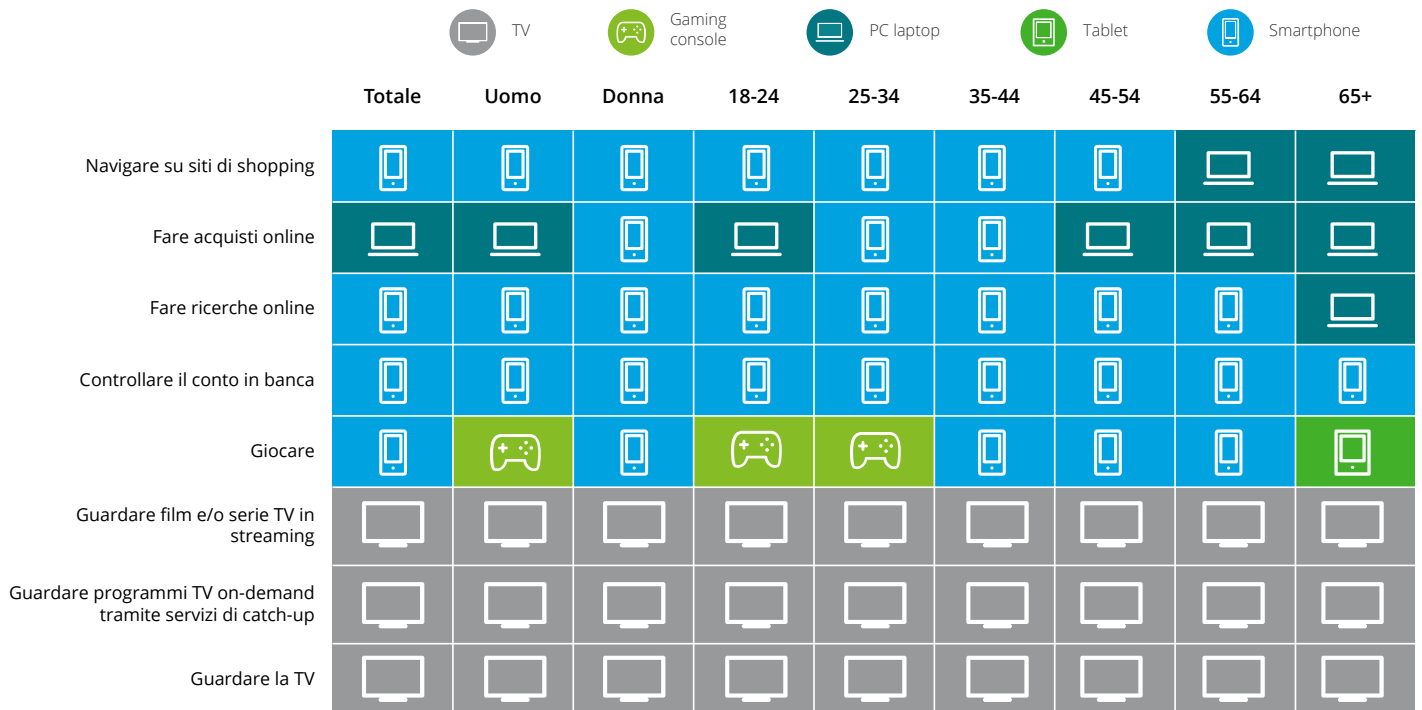 TV
Gaming
console
PC laptop
Tablet
Smartphone
Totale Uomo Donna 18-24 25-34 35-44 45-54 55-64 65+
Navigare su siti di shopping
Fare acquisti online
Fare ricerche online
Controllare il conto in banca
Giocare
Guardare film e/o serie TV in
streaming
Guardare programmi TV on-demand
tramite servizi di catch-up
Guardare la TV